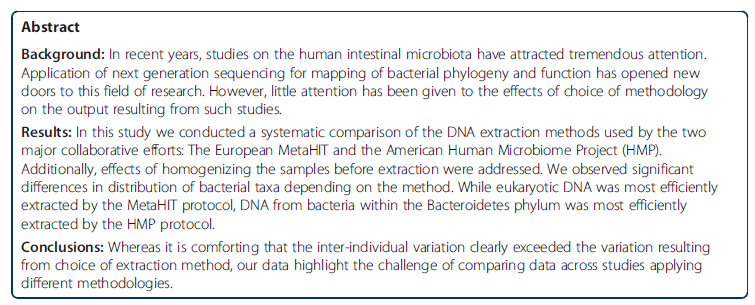 Abstract
Background: In recent years, studies on the human intestinal microbiota have attracted tremendous attention.
Application of next generation sequencing for mapping of bacterial phylogeny and function has opened new
doors to this field of research. However, little attention has been given to the effects of choice of methodology
on the output resulting from such studies.
Results: In this study we conducted a systematic comparison of the DNA extraction methods used by the two
major collaborative efforts: The European MetaHIT and the American Human Microbiome Project (HMP).
Additionally, effects of homogenizing the samples before extraction were addressed. We observed significant
differences in distribution of bacterial taxa depending on the method. While eukaryotic DNA was most efficiently
extracted by the MetaHIT protocol, DNA from bacteria within the Bacteroidetes phylum was most efficiently
extracted by the HMP protocol.
Conclusions: Whereas it is comforting that the inter-individual variation clearly exceeded the variation resulting
from choice of extraction method, our data highlight the challenge of comparing data across studies applying
different methodologies.